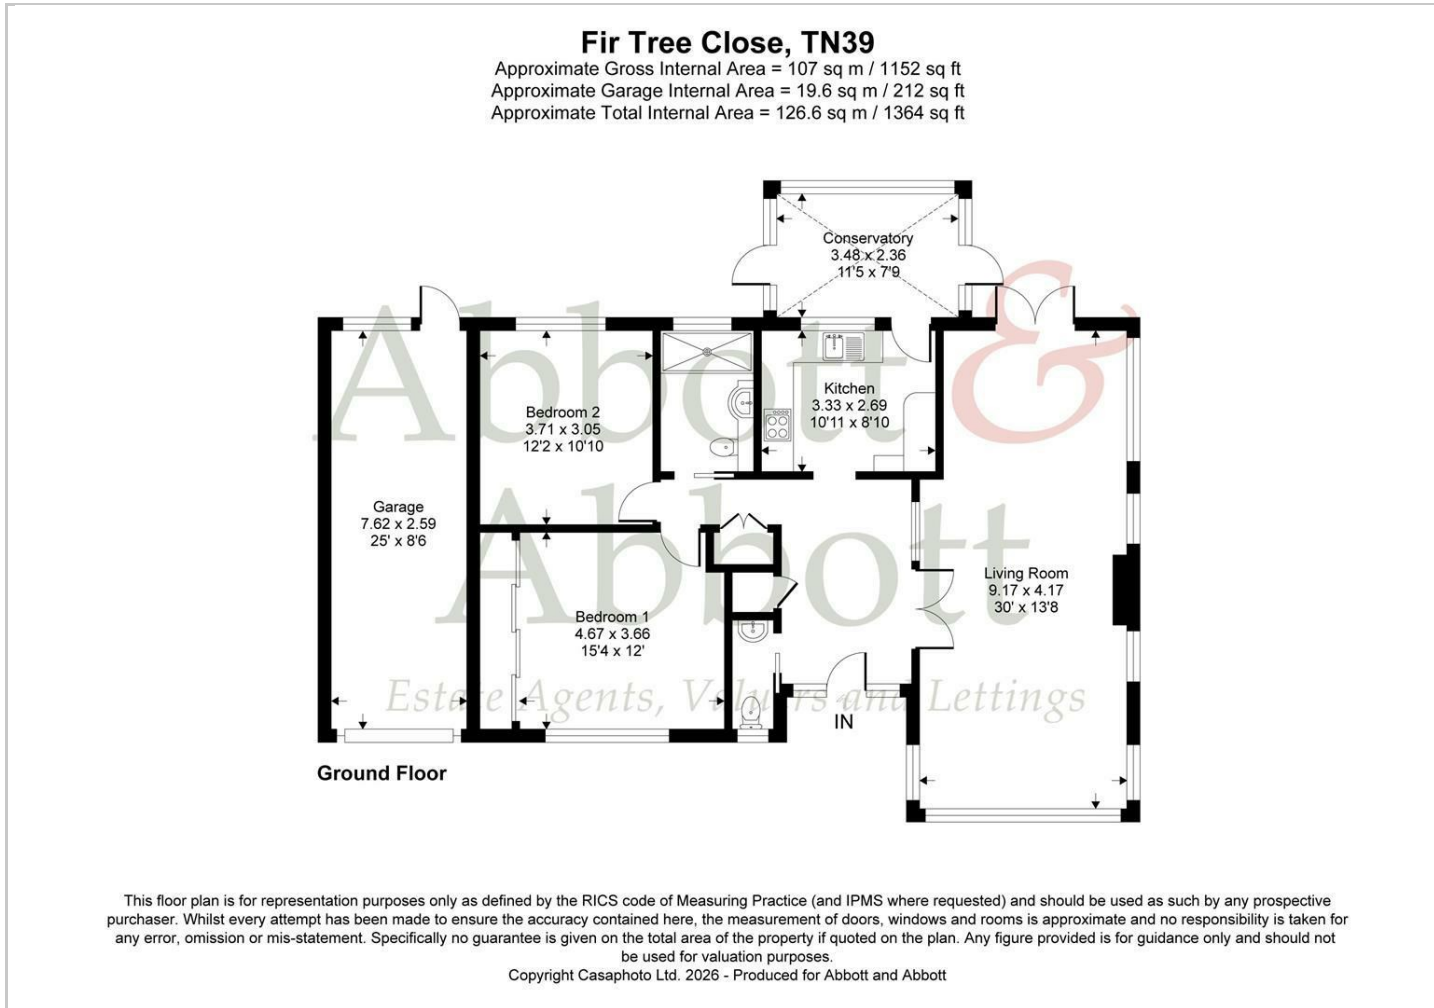 Fir Tree Close, TN39
Approximate Gross Internal Area = 107 sq m / 1152 sq ft
Approximate Garage Internal Area = 19.6 sq m / 212 sq ft
Approximate Total Internal Area = 126.6 sq m / 1364 sq ft
Conservatory
3.48 x 2.36
11'5 x 7'9
Abbott &
Kitchen
3.33 x 2.69
10'11 x 8'10
Bedroom 2
3.71 x 3.05
12'2 x 10'10
Garage
7.62 x 2.59
25' x 8'6
Abbott
Living Room
9.17 x 4.17
30' x 13'8
Bedroom 1
4.67 x 3.66
15'4 x 12'
Estate Agents, Valuers and Lettings
IN
Ground Floor
This floor plan is for representation purposes only as defined by the RICS code of Measuring Practice (and IPMS where requested) and should be used as such by any prospective
purchaser. Whilst every attempt has been made to ensure the accuracy contained here, the measurement of doors, windows and rooms is approximate and no responsibility is taken for
any error, omission or mis-statement. Specifically no guarantee is given on the total area of the property if quoted on the plan. Any figure provided is for guidance only and should not
be used for valuation purposes.
Copyright Casaphoto Ltd. 2026 - Produced for Abbott and Abbott